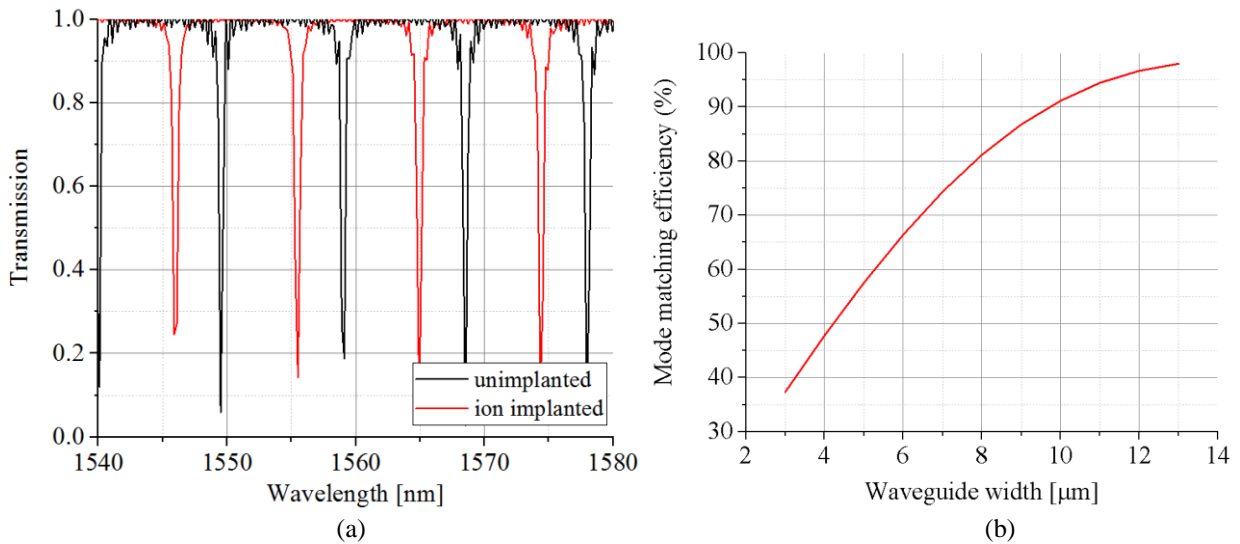 1.0
0.8
0.6
0.4
0.2
0.0
Transmission
unimplanted
ion implanted
1540 1550 1560 1570 1580
Wavelength [nm]
(a)
100
90
80
70
60
50
40
30
Mode matching efficiency (%)
2 4 6 8 10 12 14
Waveguide width [μm]
(b)